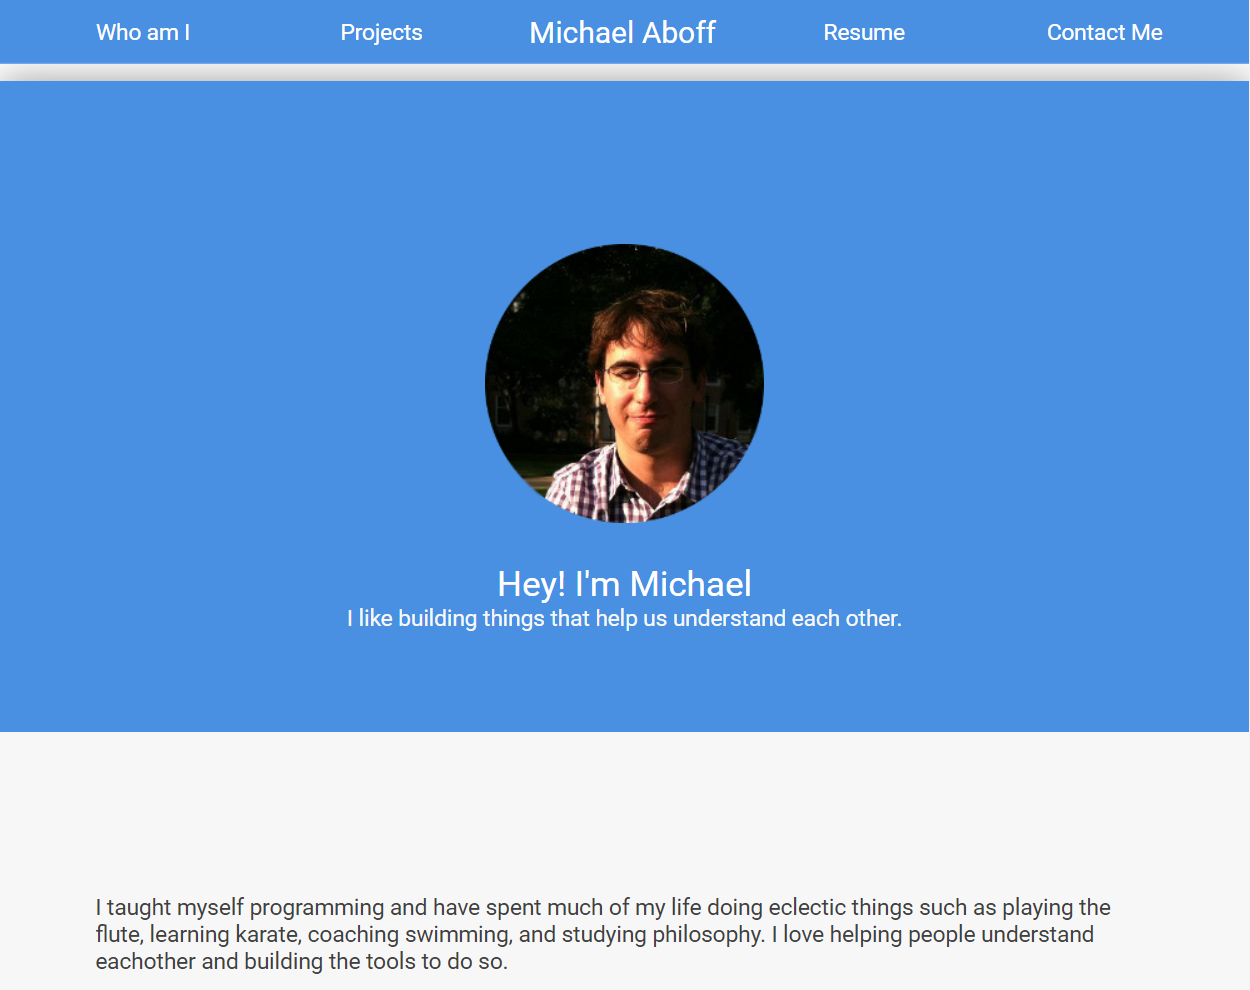 Who am I Projects Michael Aboff Resume Contact Me
Hey! I'm Michael
I like building things that help us understand each other.
I taught myself programming and have spent much of my life doing eclectic things such as playing the
flute, learning karate, coaching swimming, and studying philosophy. I love helping people understand
eachother and building the tools to do so.